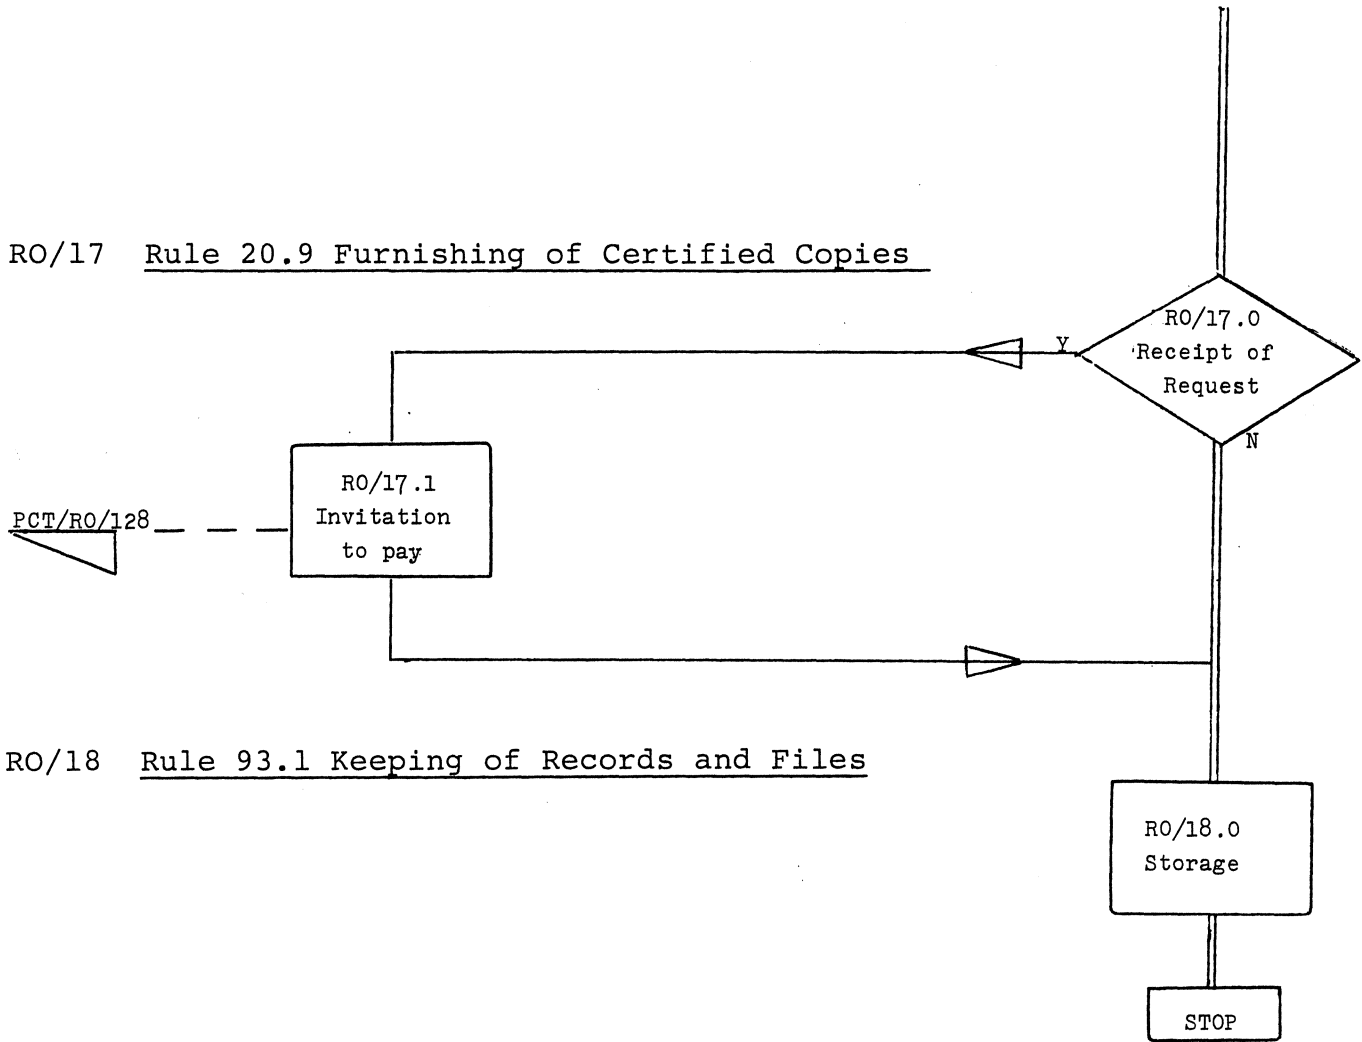 RO/17 Rule 20.9 Furnishing of Certified Copies
RO/17.0
Receipt of
Request
Y
N
RO/17.1
Invitation
to pay
PCT/RO/128
RO/18 Rule 93.1 Keeping of Records and Files
RO/18.0
Storage
STOP